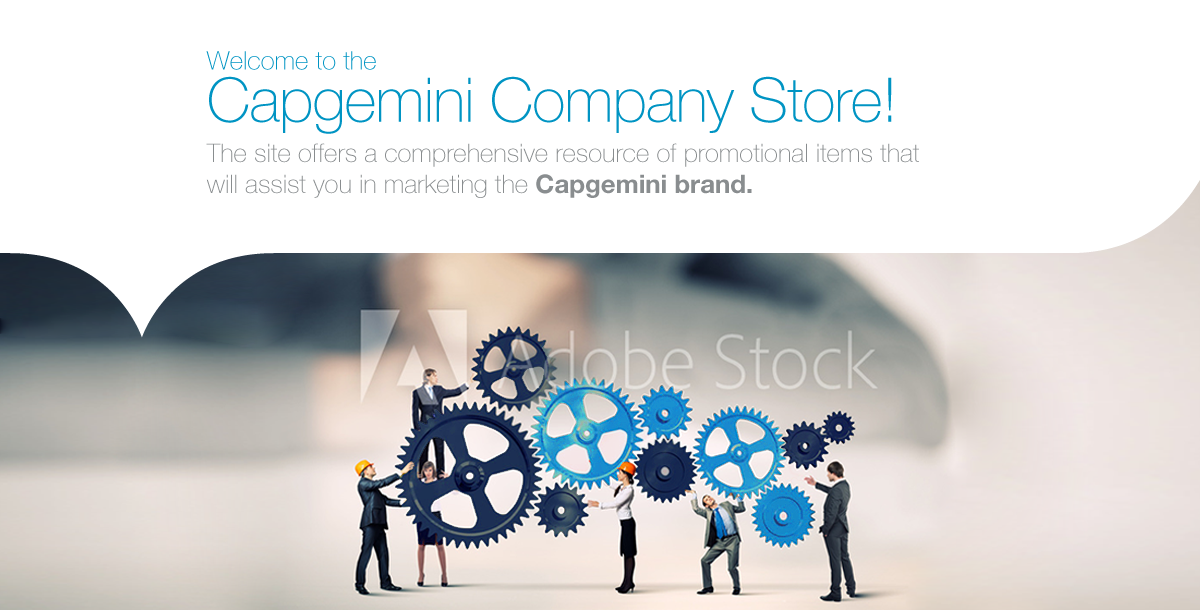 Welcome to the
Capgemini Company Store!
The site offers a comprehensive resource of promotional items that
will assist you in marketing the Capgemini brand.
Adobe Stock